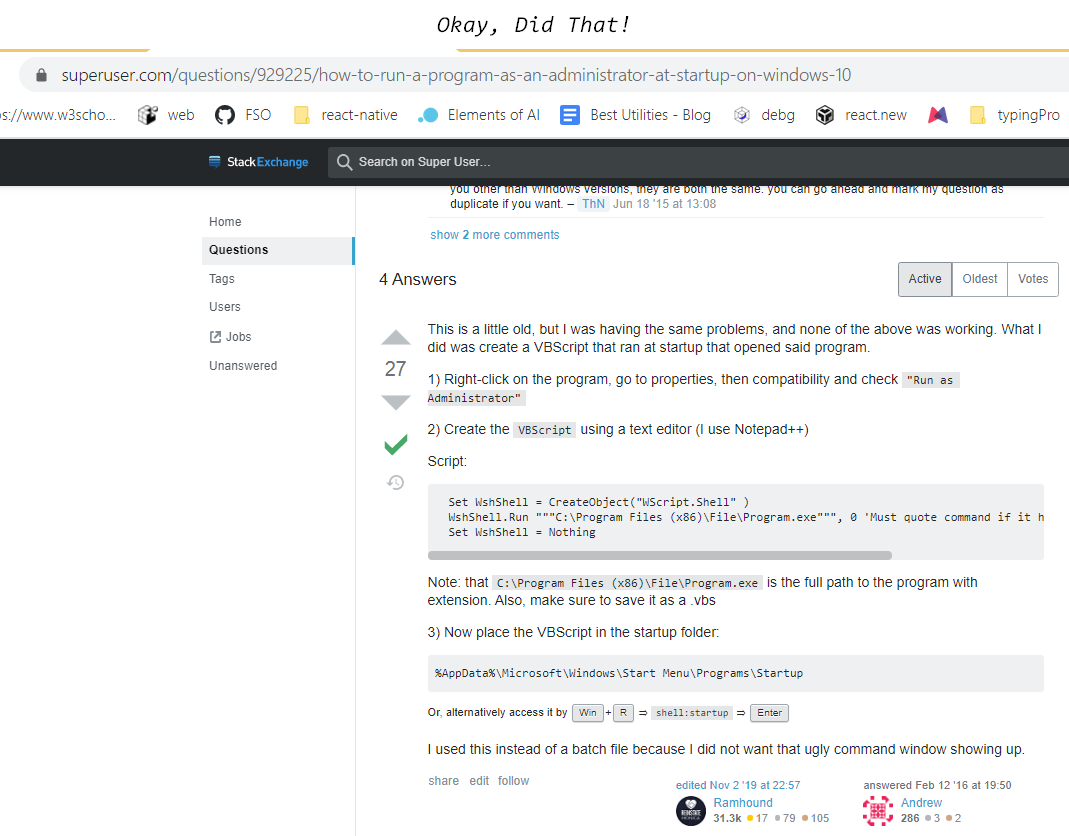 Okay, Did That!
superuser.com/questions/929225/how-to-run-a-program-as-an-administrator-at-startup-on-windows-10
s://www.w3scho... web FSO react-native Elements of AI Best Utilities - Blog debg react.new typingPro
StackExchange Search on Super User...
you other than Windows versions, they are both the same. you can go ahead and mark my question as
duplicate if you want. – ThN Jun 18 '15 at 13:08
show 2 more comments
Home
Questions
Tags
Users
Jobs
Unanswered
4 Answers
Active Oldest Votes
27
This is a little old, but I was having the same problems, and none of the above was working. What I
did was create a VBScript that ran at startup that opened said program.
1) Right-click on the program, go to properties, then compatibility and check "Run as
Administrator"
2) Create the VBScript using a text editor (I use Notepad++)
Script:
Set WshShell = CreateObject("WScript.Shell" )
WshShell.Run """C:\Program Files (x86)\File\Program.exe""", 0 'Must quote command if it h
Set WshShell = Nothing
Note: that C:\Program Files (x86)\File\Program.exe is the full path to the program with
extension. Also, make sure to save it as a .vbs
3) Now place the VBScript in the startup folder:
%AppData%\Microsoft\Windows\Start Menu\Programs\Startup
Or, alternatively access it by Win + R ⇒ shell:startup ⇒ Enter
I used this instead of a batch file because I did not want that ugly command window showing up.
share edit follow
edited Nov 2 '19 at 22:57
Ramhound
31.3k 17 79 105
answered Feb 12 '16 at 19:50
Andrew
286 3 2